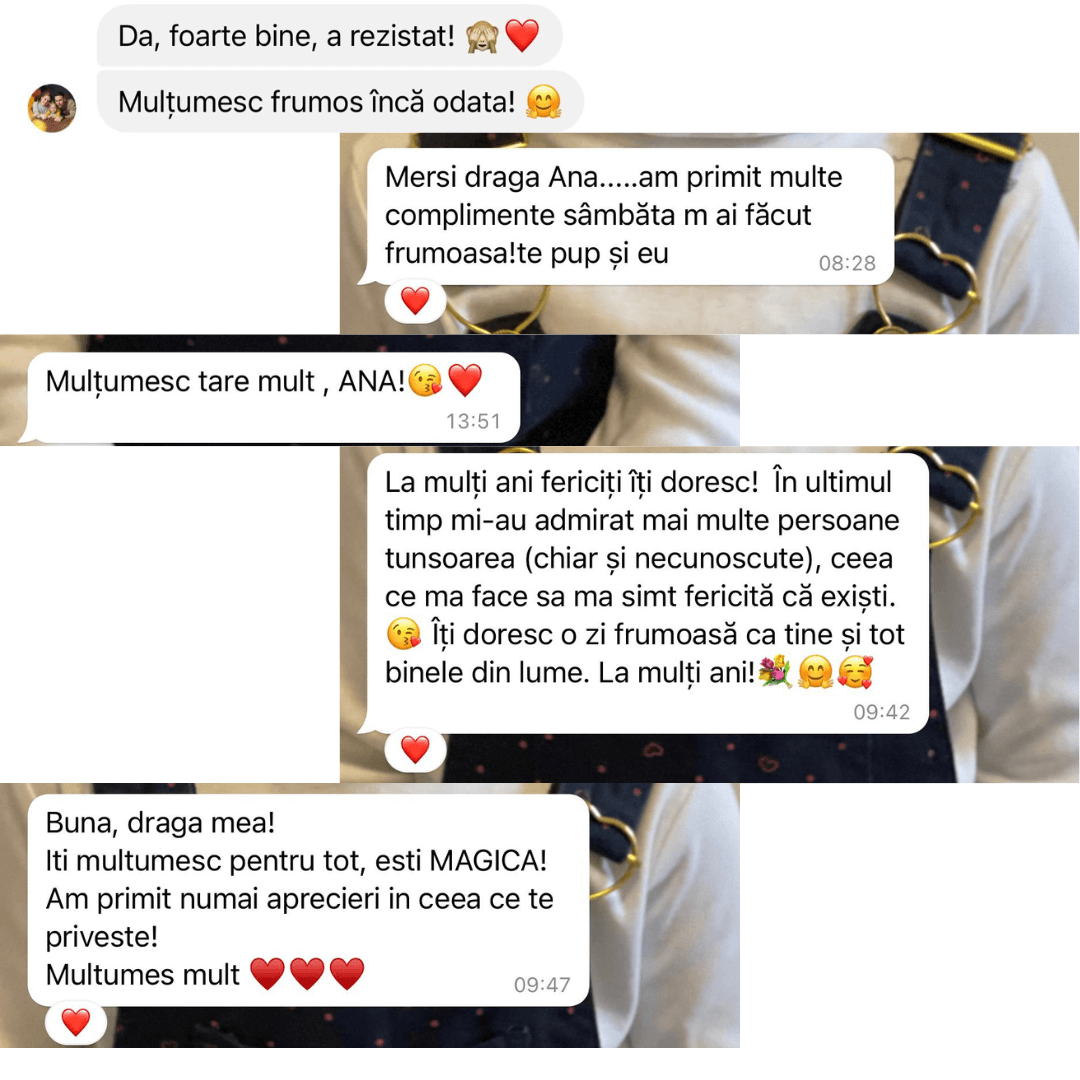 Da, foarte bine, a rezistat! 🙈❤️
Mulțumesc frumos încă odata! 🤗
Mersi draga Ana.....am primit multe
complimente sâmbăta m ai făcut
frumoasa!te pup și eu
08:28
❤️
Mulțumesc tare mult , ANA!😘❤️
13:51
La mulți ani fericiți îți doresc!  În ultimul
timp mi-au admirat mai multe persoane
tunsoarea (chiar și necunoscute), ceea
ce ma face sa ma simt fericită că exiști.
😘 Îți doresc o zi frumoasă ca tine și tot
binele din lume. La mulți ani!💐🤗🥰
09:42
❤️
Buna, draga mea!
Iti multumesc pentru tot, esti MAGICA!
Am primit numai aprecieri in ceea ce te
priveste!
Multumes mult ♥️♥️♥️
09:47
❤️